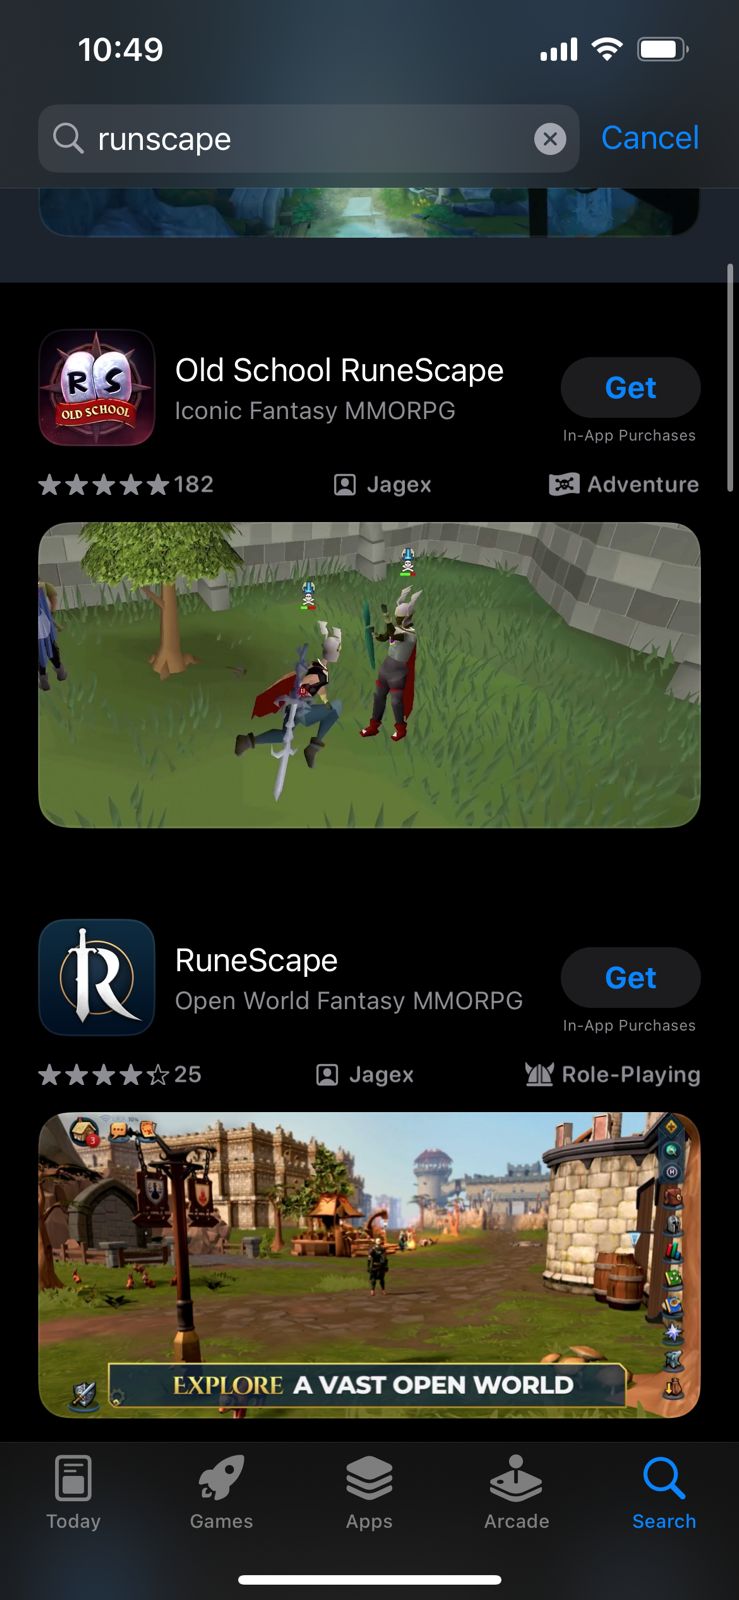 10:49
runscape
Cancel
RS
OLD SCHOOL
Old School RuneScape
Iconic Fantasy MMORPG
Get
In-App Purchases
182
Jagex
Adventure
R
RuneScape
Open World Fantasy MMORPG
Get
In-App Purchases
25
Jagex
Role-Playing
3
EXPLORE A VAST OPEN WORLD
Today
Games
Apps
Arcade
Search